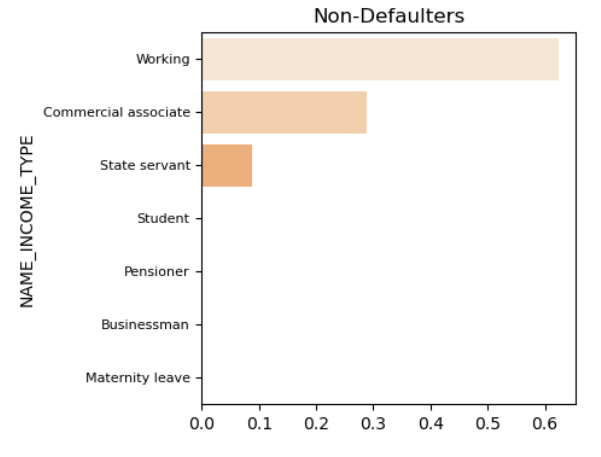 Non-Defaulters
NAME_INCOME_TYPE
Working
Commercial associate
State servant
Student
Pensioner
Businessman
Maternity leave
0.0 0.1 0.2 0.3 0.4 0.5 0.6